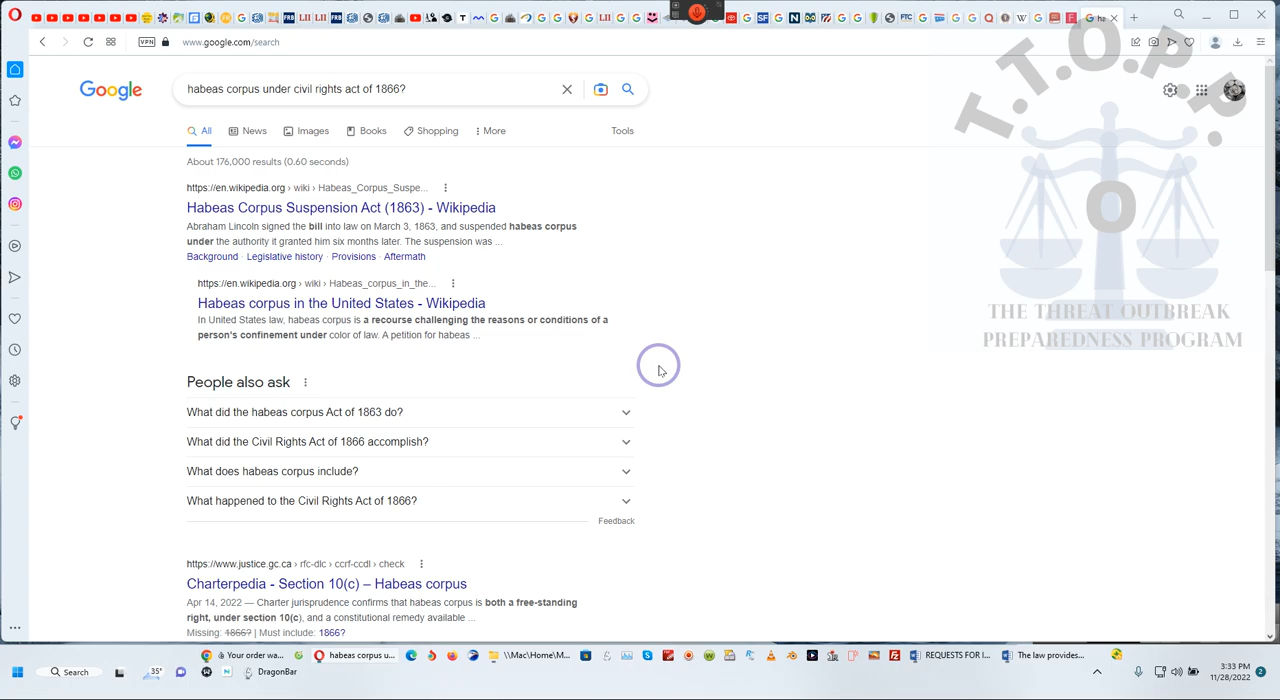 VPN
www.google.com/search
Google
habeas corpus under civil rights act of 1866?
All
News
Images
Books
Shopping
More
Tools
About 176,000 results (0.60 seconds)
https://en.wikipedia.org › wiki › Habeas_Corpus_Suspe...
Habeas Corpus Suspension Act (1863) - Wikipedia
Abraham Lincoln signed the bill into law on March 3, 1863, and suspended habeas corpus
under the authority it granted him six months later. The suspension was ...
Background · Legislative history · Provisions · Aftermath
https://en.wikipedia.org › wiki › Habeas_corpus_in_the...
Habeas corpus in the United States - Wikipedia
In United States law, habeas corpus is a recourse challenging the reasons or conditions of a
person's confinement under color of law. A petition for habeas ...
People also ask
What did the habeas corpus Act of 1863 do?
What did the Civil Rights Act of 1866 accomplish?
What does habeas corpus include?
What happened to the Civil Rights Act of 1866?
Feedback
https://www.justice.gc.ca › rfc-dlc › ccrf-ccdl › check
Charterpedia - Section 10(c) – Habeas corpus
Apr 14, 2022 — Charter jurisprudence confirms that habeas corpus is both a free-standing
right, under section 10(c), and a constitutional remedy available ...
Missing: 1866? | Must include: 1866?
T.T.O.P.P.
O
THE THREAT OUTBREAK
PREPAREDNESS PROGRAM
Your order wa...
habeas corpus u...
\\Mac\Home\M...
REQUESTS FOR I...
The law provides...
Search
35°
DragonBar
3:33 PM
11/28/2022
2